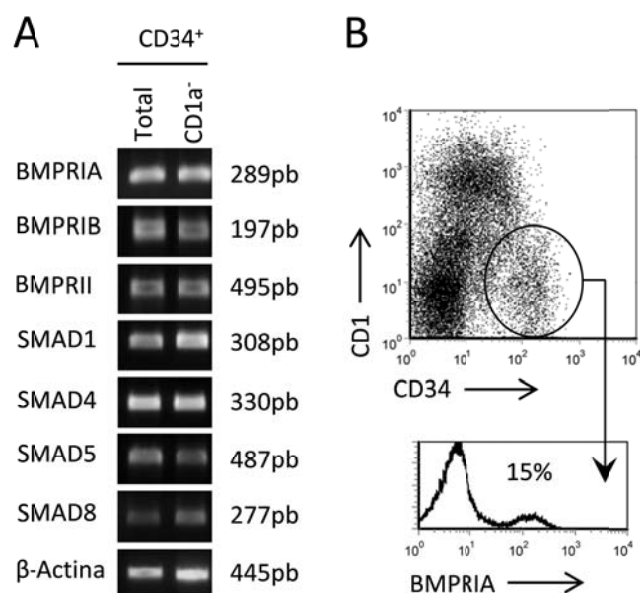 A
CD34⁺
Total
CD1a⁻
BMPRIA 289pb
BMPRIB 197pb
BMPRII 495pb
SMAD1 308pb
SMAD4 330pb
SMAD5 487pb
SMAD8 277pb
β-Actina 445pb
B
10⁴
10³
10²
10¹
10⁰
CD1
10⁰ 10¹ 10² 10³ 10⁴
CD34
15%
10⁰ 10¹ 10² 10³ 10⁴
BMPRIA